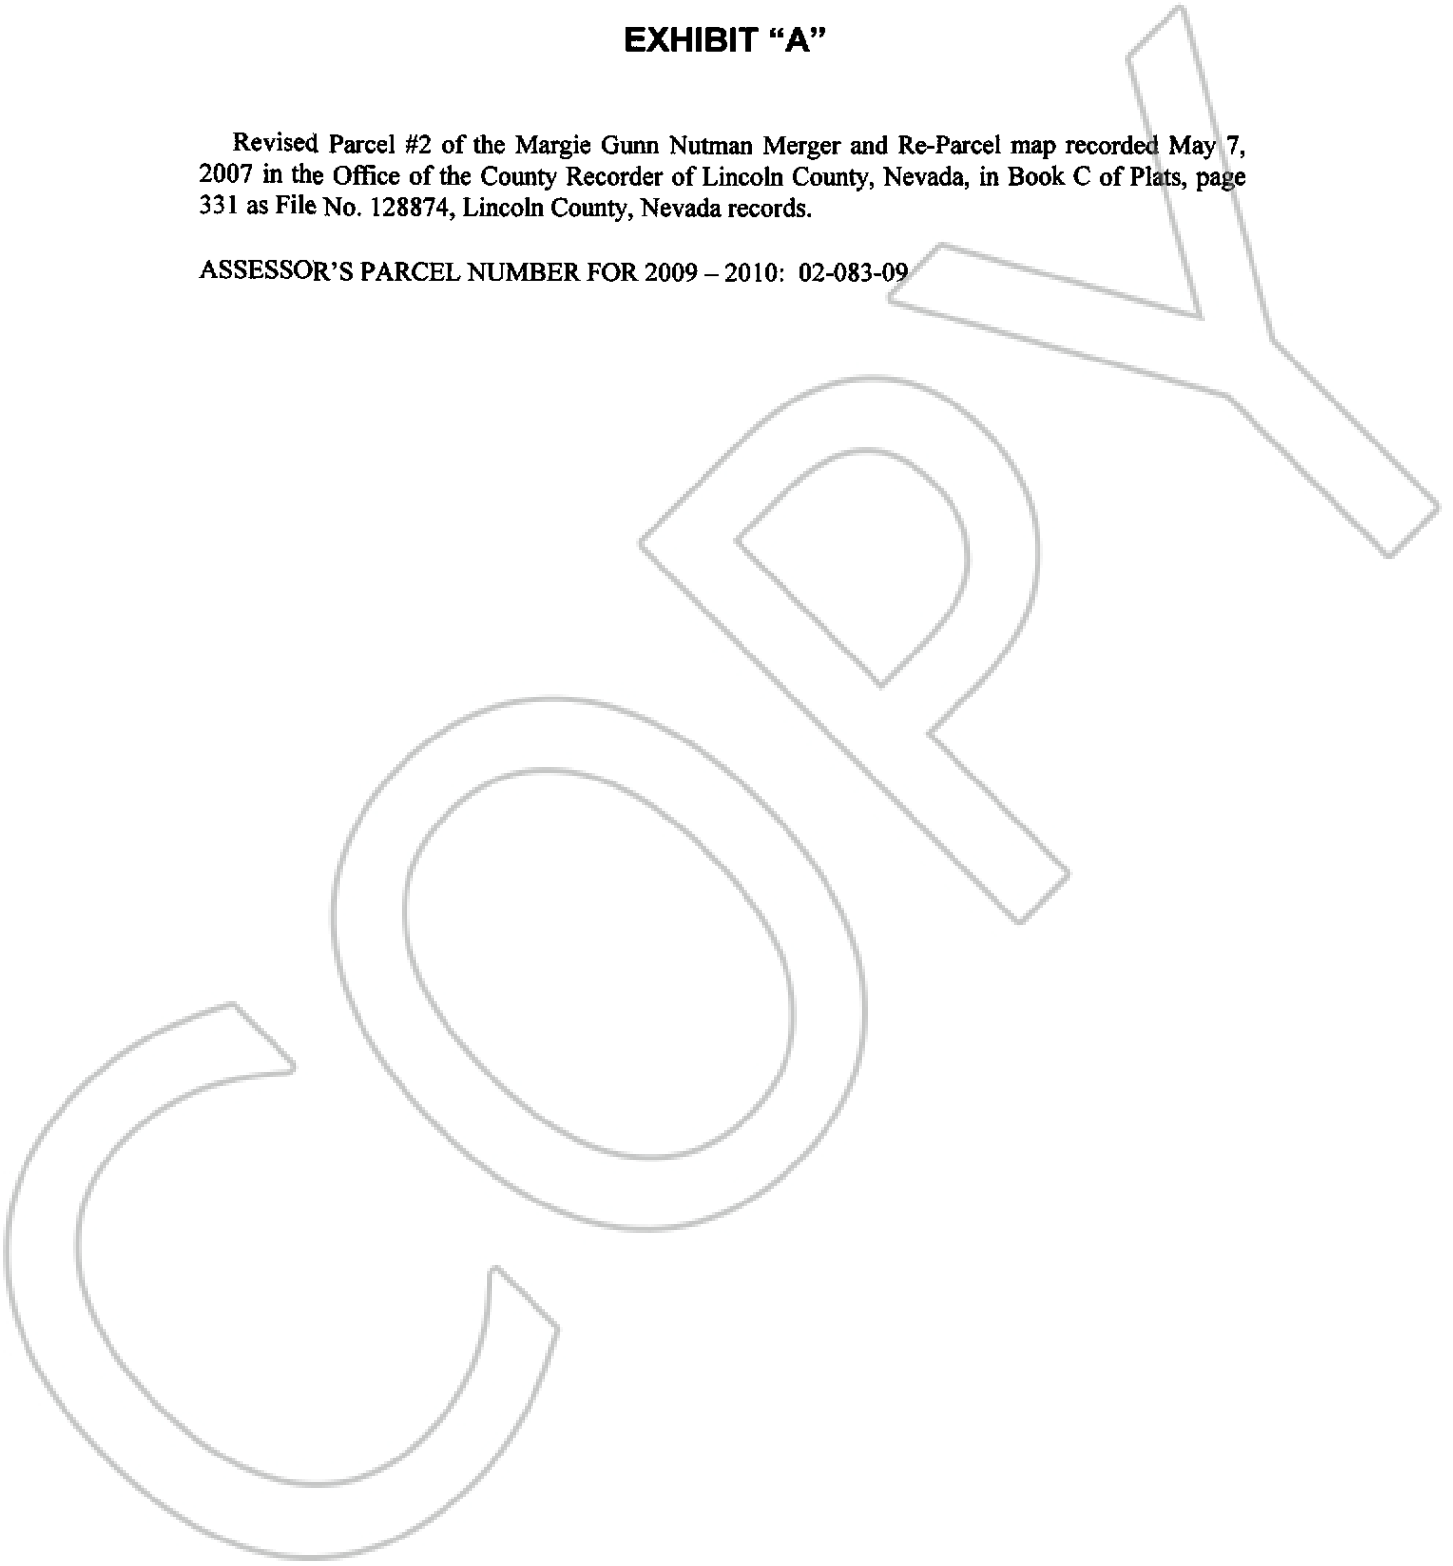 EXHIBIT “A”
Revised Parcel #2 of the Margie Gunn Nutman Merger and Re-Parcel map recorded May 7,
2007 in the Office of the County Recorder of Lincoln County, Nevada, in Book C of Plats, page
331 as File No. 128874, Lincoln County, Nevada records.
ASSESSOR’S PARCEL NUMBER FOR 2009 – 2010: 02-083-09
COPY